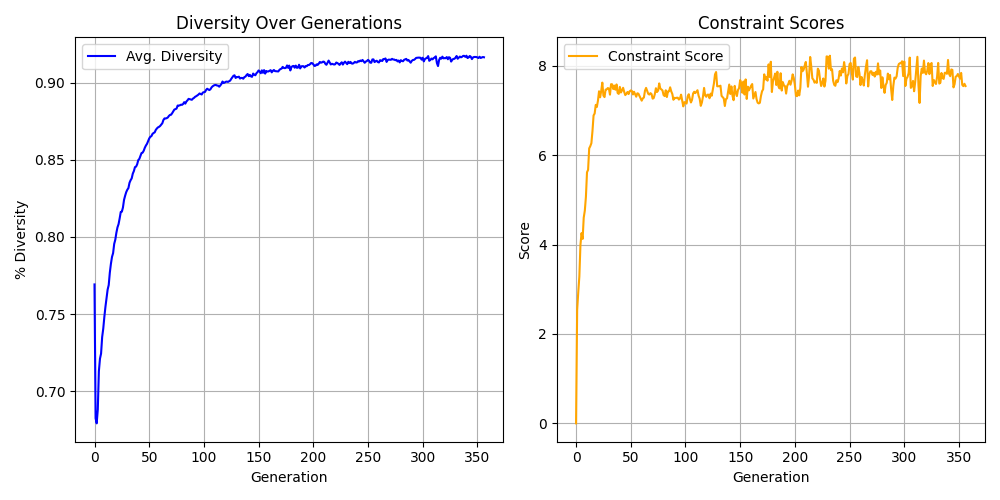 Diversity Over Generations
Avg. Diversity
% Diversity
0.90
0.85
0.80
0.75
0.70
0 50 100 150 200 250 300 350
Generation
Constraint Scores
Constraint Score
Score
8
6
4
2
0
0 50 100 150 200 250 300 350
Generation